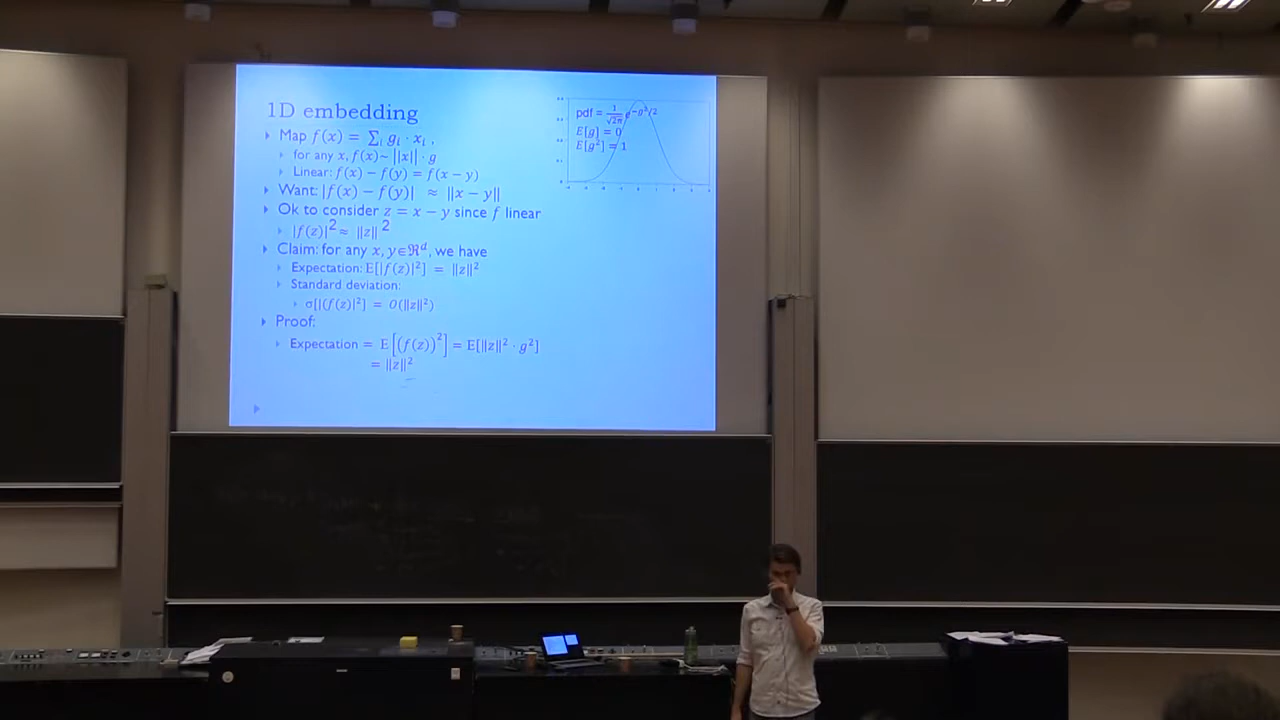 1D embedding
Map f(x) = ∑ᵢ gᵢ · xᵢ ,
for any x, f(x)~ ||x|| · g
Linear: f(x) − f(y) = f(x − y)
Want: |f(x) − f(y)| ≈ ‖x − y‖
Ok to consider z = x − y since f linear
|f(z)|² ≈ ‖z‖ ²
Claim: for any x, y∈ℜᵈ, we have
Expectation: E[|f(z)|²] = ‖z‖²
Standard deviation:
σ[|(f(z)|²] = O(‖z‖²)
Proof:
Expectation = E[(f(z))²] = E[‖z‖² · g²]
= ‖z‖²
pdf = 1/√2π e^−g²/2
E[g] = 0
E[g²] = 1